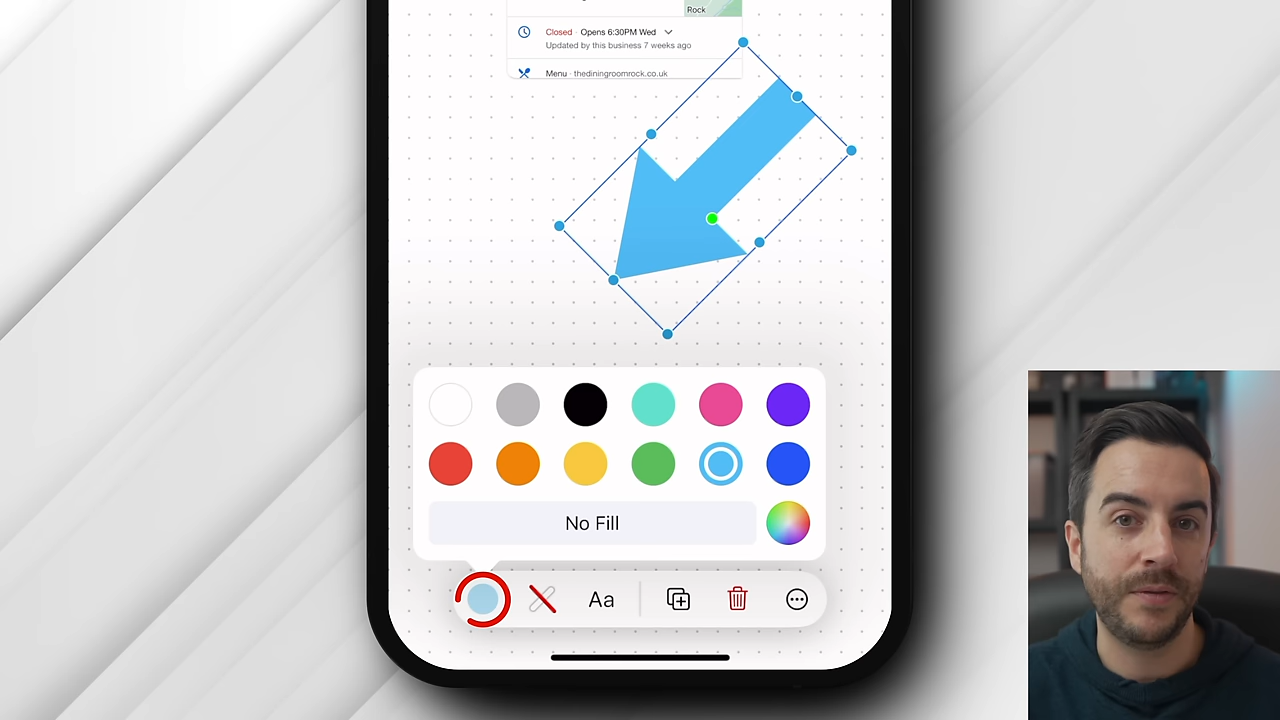 Rock
Closed · Opens 6:30PM Wed
Updated by this business 7 weeks ago
Menu · thediningroomrock.co.uk
No Fill
Aa